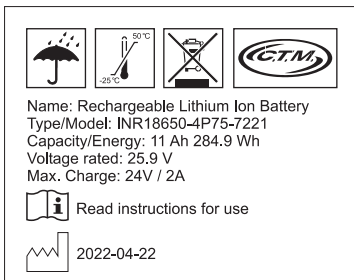 50°C
-25°C
C.T.M.
Name: Rechargeable Lithium Ion Battery
Type/Model: INR18650-4P75-7221
Capacity/Energy: 11 Ah 284.9 Wh
Voltage rated: 25.9 V
Max. Charge: 24V / 2A
i Read instructions for use
2022-04-22